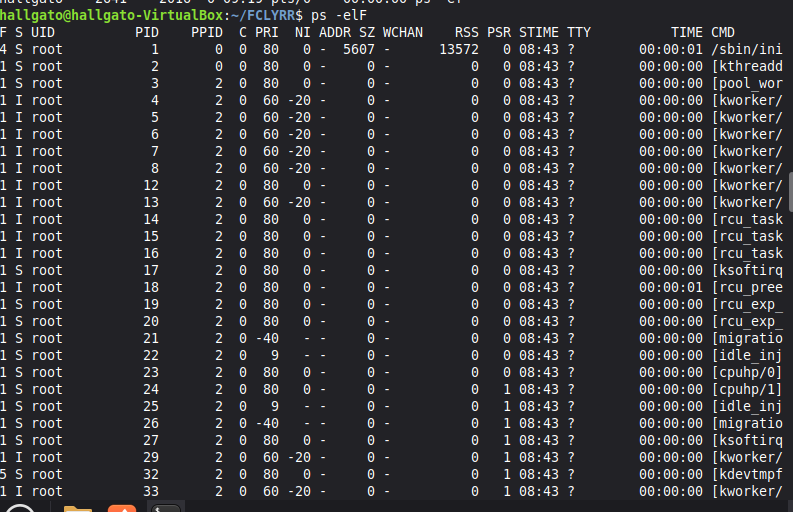 hallgato@hallgato-VirtualBox:~/FCLYRR$ ps -elF
F S UID PID PPID C PRI NI ADDR SZ WCHAN RSS PSR STIME TTY TIME CMD
4 S root 1 0 0 80 0 - 5607 - 13572 0 08:43 ? 00:00:01 /sbin/ini
1 S root 2 0 0 80 0 - 0 - 0 0 08:43 ? 00:00:00 [kthreadd
1 S root 3 2 0 80 0 - 0 - 0 0 08:43 ? 00:00:00 [pool_wor
1 I root 4 2 0 60 -20 - 0 - 0 0 08:43 ? 00:00:00 [kworker/
1 I root 5 2 0 60 -20 - 0 - 0 0 08:43 ? 00:00:00 [kworker/
1 I root 6 2 0 60 -20 - 0 - 0 0 08:43 ? 00:00:00 [kworker/
1 I root 7 2 0 60 -20 - 0 - 0 0 08:43 ? 00:00:00 [kworker/
1 I root 8 2 0 60 -20 - 0 - 0 0 08:43 ? 00:00:00 [kworker/
1 I root 12 2 0 80 0 - 0 - 0 0 08:43 ? 00:00:00 [kworker/
1 I root 13 2 0 60 -20 - 0 - 0 0 08:43 ? 00:00:00 [kworker/
1 I root 14 2 0 80 0 - 0 - 0 0 08:43 ? 00:00:00 [rcu_task
1 I root 15 2 0 80 0 - 0 - 0 0 08:43 ? 00:00:00 [rcu_task
1 I root 16 2 0 80 0 - 0 - 0 0 08:43 ? 00:00:00 [rcu_task
1 S root 17 2 0 80 0 - 0 - 0 0 08:43 ? 00:00:00 [ksoftirq
1 I root 18 2 0 80 0 - 0 - 0 0 08:43 ? 00:00:01 [rcu_pree
1 S root 19 2 0 80 0 - 0 - 0 0 08:43 ? 00:00:00 [rcu_exp_
1 S root 20 2 0 80 0 - 0 - 0 0 08:43 ? 00:00:00 [rcu_exp_
1 S root 21 2 0 -40 - - 0 - 0 0 08:43 ? 00:00:00 [migratio
1 S root 22 2 0 9 - - 0 - 0 0 08:43 ? 00:00:00 [idle_inj
1 S root 23 2 0 80 0 - 0 - 0 0 08:43 ? 00:00:00 [cpuhp/0]
1 S root 24 2 0 80 0 - 0 - 0 1 08:43 ? 00:00:00 [cpuhp/1]
1 S root 25 2 0 9 - - 0 - 0 1 08:43 ? 00:00:00 [idle_inj
1 S root 26 2 0 -40 - - 0 - 0 1 08:43 ? 00:00:00 [migratio
1 S root 27 2 0 80 0 - 0 - 0 1 08:43 ? 00:00:00 [ksoftirq
1 I root 29 2 0 60 -20 - 0 - 0 1 08:43 ? 00:00:00 [kworker/
5 S root 32 2 0 80 0 - 0 - 0 1 08:43 ? 00:00:00 [kdevtmpf
1 I root 33 2 0 60 -20 - 0 - 0 1 08:43 ? 00:00:00 [kworker/